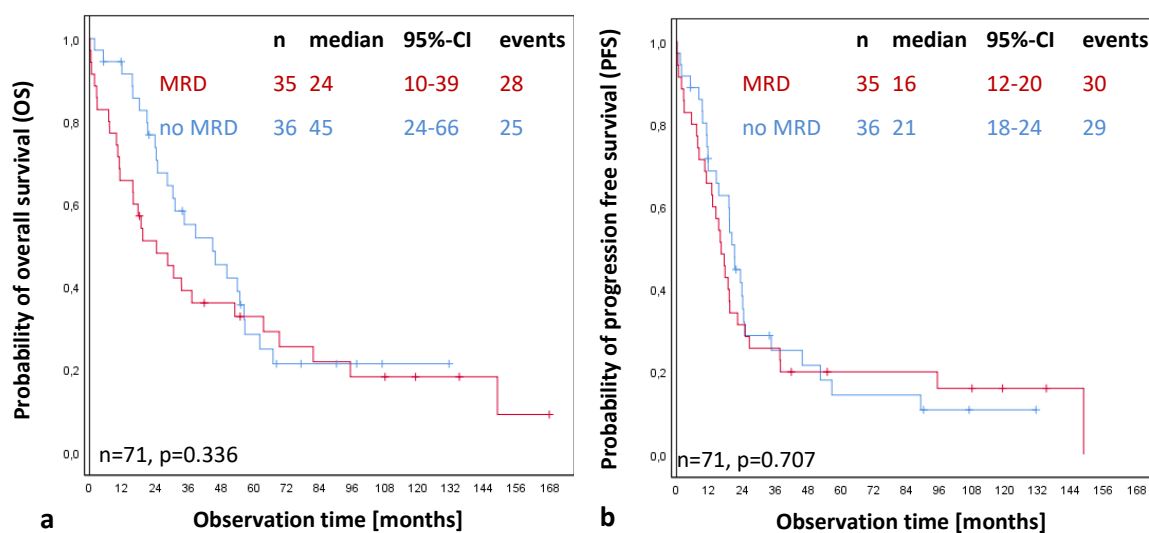 n median 95%-CI events
MRD 35 24 10-39 28
no MRD 36 45 24-66 25
Probability of overall survival (OS)
1,0
0,8
0,6
0,4
0,2
0,0
n=71, p=0.336
0 12 24 36 48 60 72 84 96 108 120 132 144 156 168
a Observation time [months]
n median 95%-CI events
MRD 35 16 12-20 30
no MRD 36 21 18-24 29
Probability of progression free survival (PFS)
1,0
0,8
0,6
0,4
0,2
0,0
n=71, p=0.707
0 12 24 36 48 60 72 84 96 108 120 132 144 156 168
b Observation time [months]